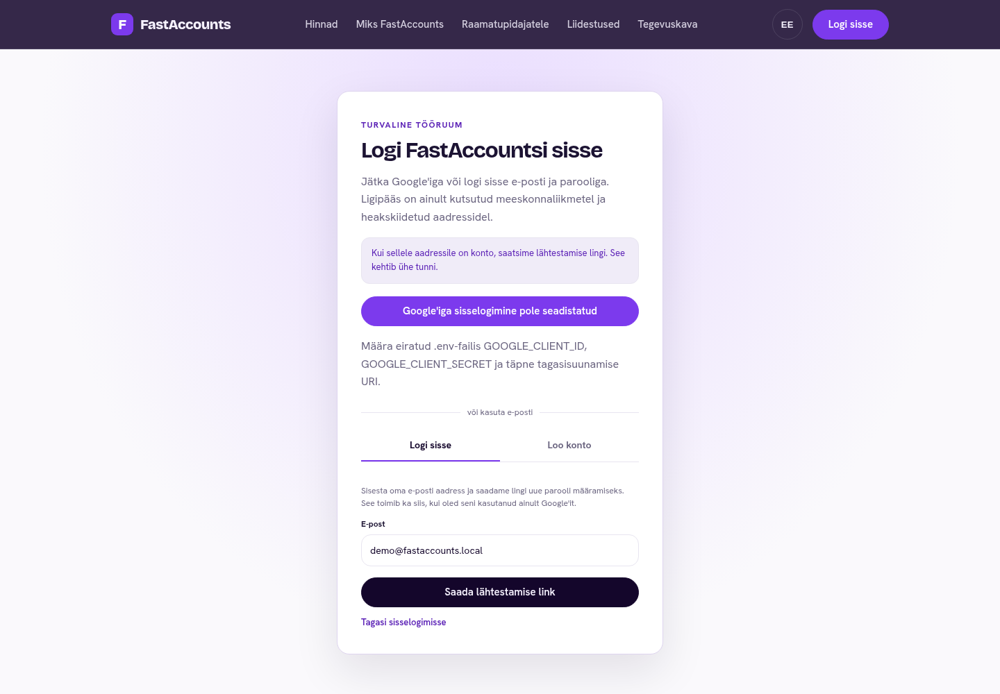 F FastAccounts Hinnad Miks FastAccounts Raamatupidajatele Liidestused Tegevuskava EE Logi sisse
TURVALINE TÖÖRUUM
Logi FastAccountsi sisse
Jätka Google'iga või logi sisse e-posti ja parooliga.
Ligipääs on ainult kutsutud meeskonnaliikmetel ja
heakskiidetud aadressidel.
Kui sellele aadressile on konto, saatsime lähtestamise lingi. See
kehtib ühe tunni.
Google'iga sisselogimine pole seadistatud
Määra eiratud .env-failis GOOGLE_CLIENT_ID,
GOOGLE_CLIENT_SECRET ja täpne tagasisuunamise
URI.
või kasuta e-posti
Logi sisse Loo konto
Sisesta oma e-posti aadress ja saadame lingi uue parooli määramiseks.
See toimib ka siis, kui oled seni kasutanud ainult Google'it.
E-post
demo@fastaccounts.local
Saada lähtestamise link
Tagasi sisselogimisse